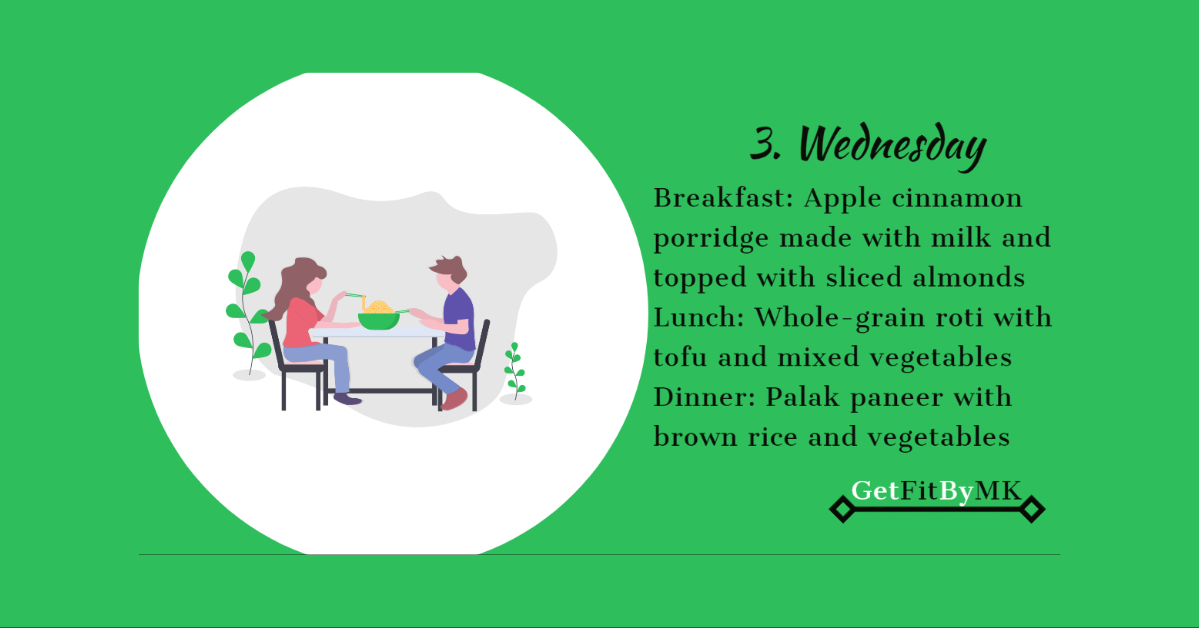 3. Wednesday
Breakfast: Apple cinnamon
porridge made with milk and
topped with sliced almonds
Lunch: Whole-grain roti with
tofu and mixed vegetables
Dinner: Palak paneer with
brown rice and vegetables
GetFitByMK